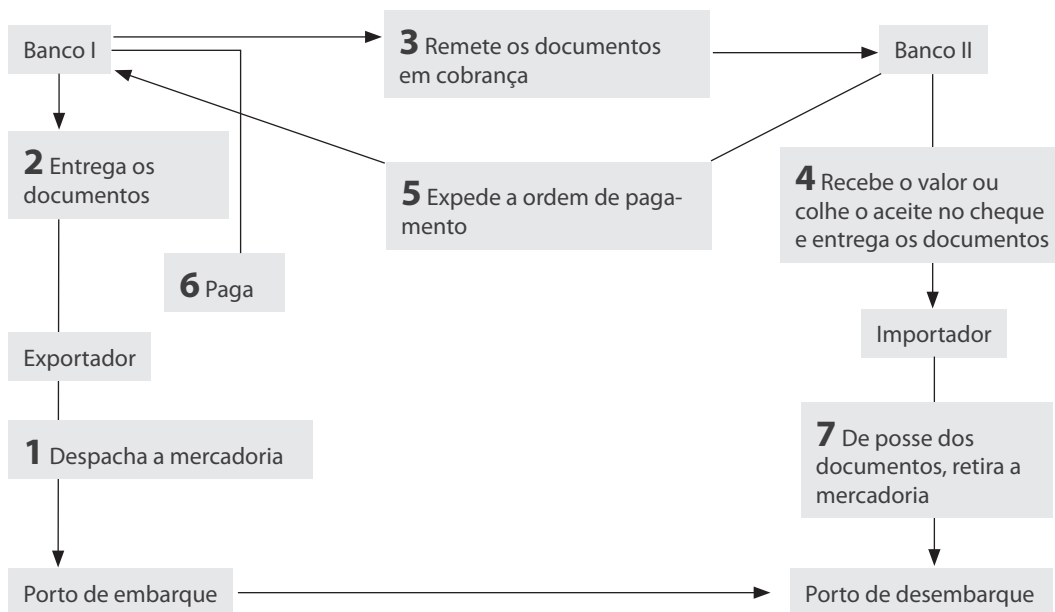 Banco I
3 Remete os documentos
em cobrança
Banco II
2 Entrega os
documentos
5 Expede a ordem de paga-
mento
4 Recebe o valor ou
colhe o aceite no cheque
e entrega os documentos
6 Paga
Exportador
Importador
1 Despacha a mercadoria
7 De posse dos
documentos, retira a
mercadoria
Porto de embarque
Porto de desembarque